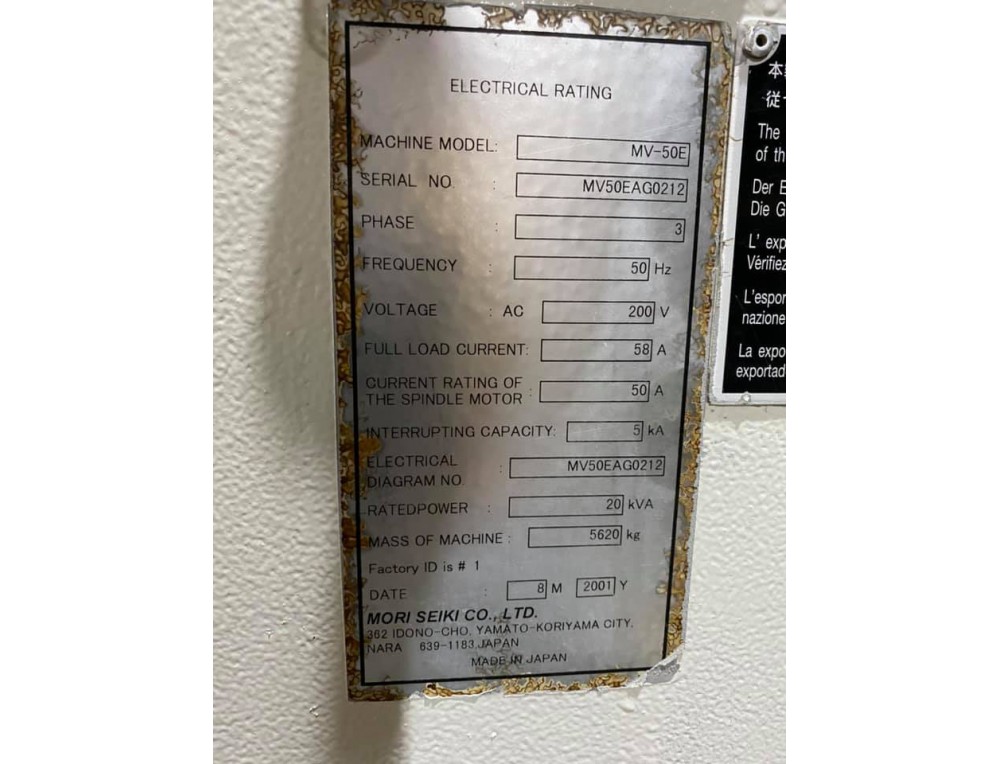 ELECTRICAL RATING
MACHINE MODEL: MV-50E
SERIAL NO. : MV50EAG0212
PHASE : 3
FREQUENCY : 50 Hz
VOLTAGE : AC 200 V
FULL LOAD CURRENT: 58 A
CURRENT RATING OF
THE SPINDLE MOTOR : 50 A
INTERRUPTING CAPACITY: 5 kA
ELECTRICAL
DIAGRAM NO. : MV50EAG0212
RATEDPOWER : 20 kVA
MASS OF MACHINE : 5620 kg
Factory ID is # 1
DATE : 8 M 2001 Y
MORI SEIKI CO., LTD.
362 IDONO-CHO, YAMATO-KORIYAMA CITY,
NARA 639-1183,JAPAN
MADE IN JAPAN
本
従
The
of th
Der E
Die G
L' exp
Vérifiez
L'espor
nazione
La expo
exportad